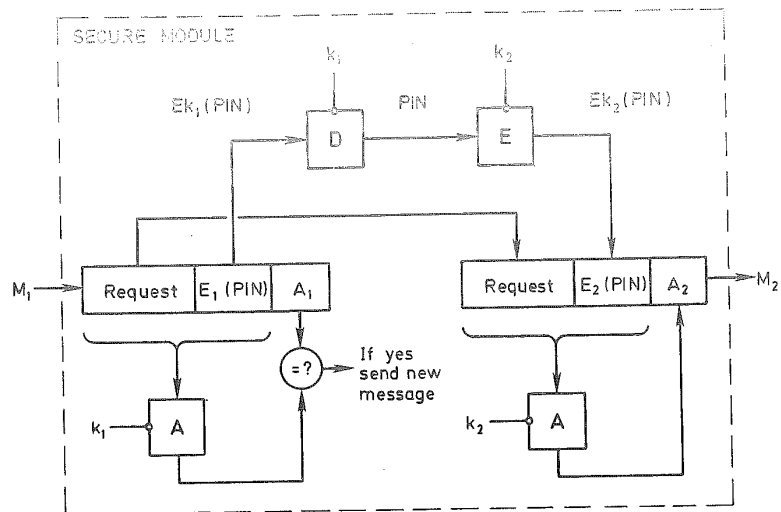 SECURE MODULE
k₁
k₂
Ek₁(PIN)
PIN
Ek₂(PIN)
D
E
M₁
Request
E₁(PIN)
A₁
Request
E₂(PIN)
A₂
M₂
=?
If yes
send new
message
k₁
A
k₂
A